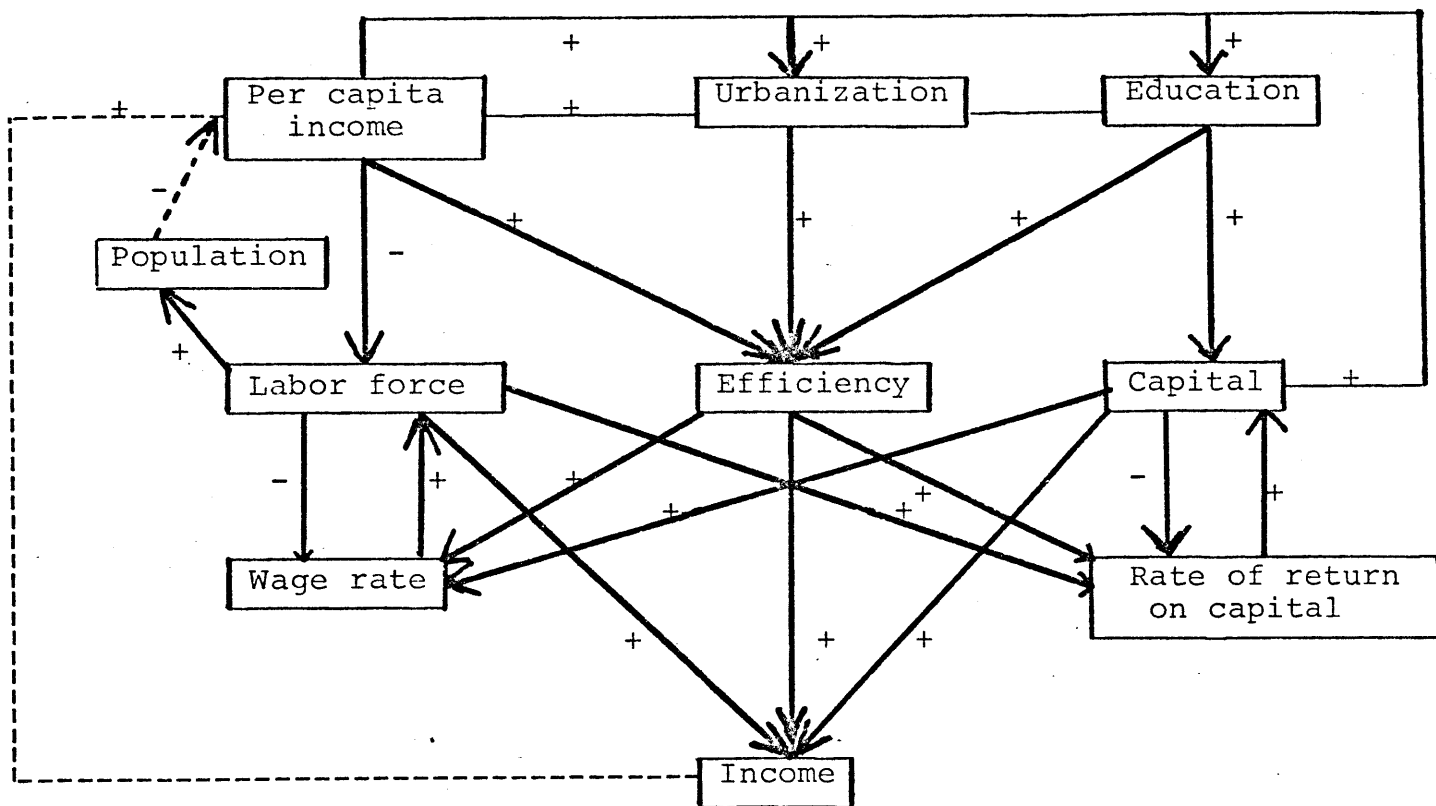 + + +
Per capita
income
Urbanization
Education
+ +
-
+ + + +
-
Population
+
Labor force
Efficiency
Capital
+
- + + + + + - +
Wage rate
Rate of return
on capital
+ + +
Income